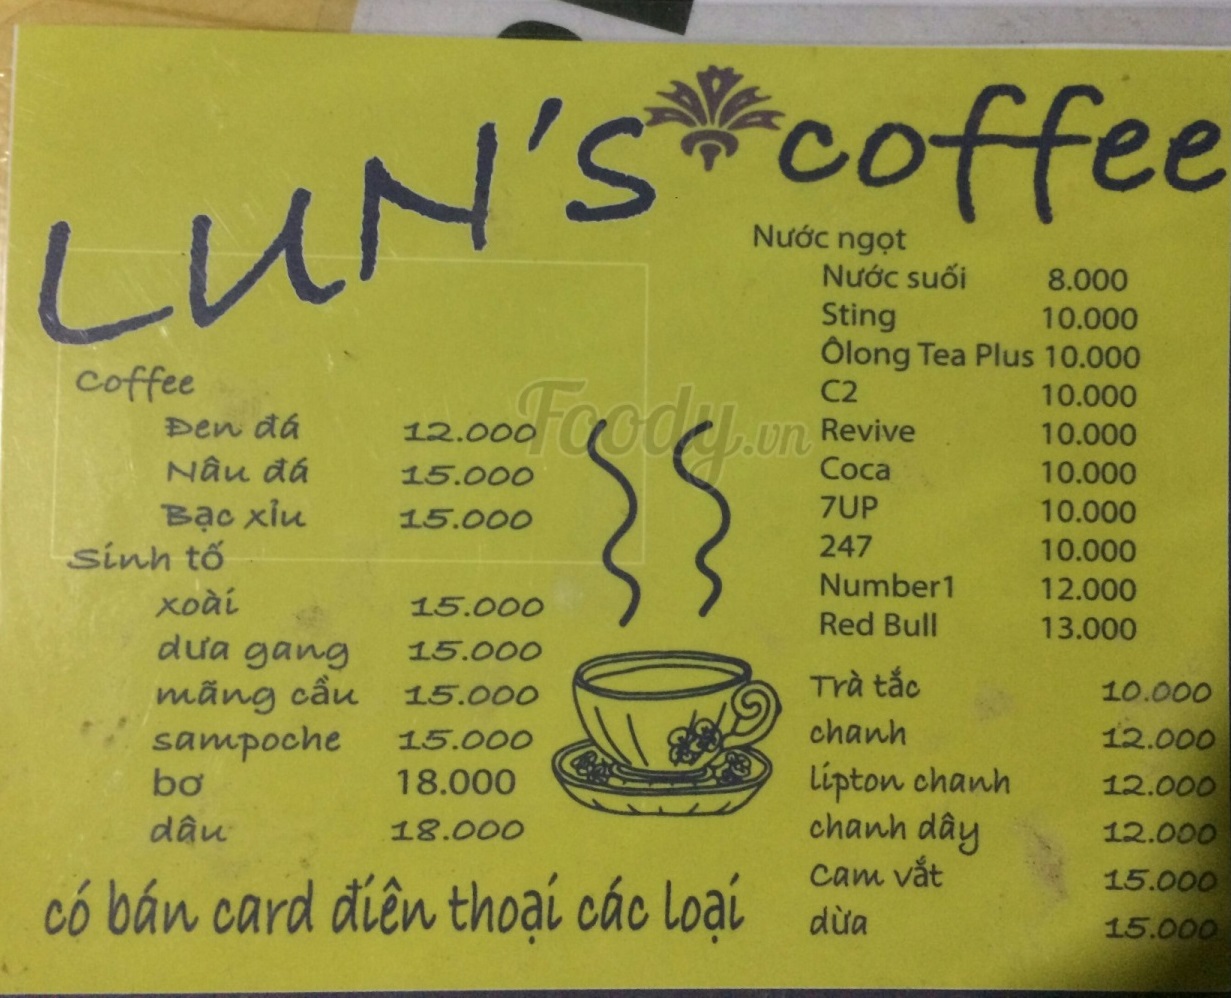 LUN's coffee
Coffee
Đen đá 12.000
Nâu đá 15.000
Bạc xỉu 15.000
Sinh tố
xoài 15.000
dưa gang 15.000
mãng cầu 15.000
sampoche 15.000
bơ 18.000
dâu 18.000
có bán card điên thoại các loại
Nước ngọt
Nước suối 8.000
Sting 10.000
Ôlong Tea Plus 10.000
C2 10.000
Revive 10.000
Coca 10.000
7UP 10.000
247 10.000
Number1 12.000
Red Bull 13.000
Trà tắc 10.000
chanh 12.000
lipton chanh 12.000
chanh dây 12.000
Cam vắt 15.000
dừa 15.000
Foody.vn